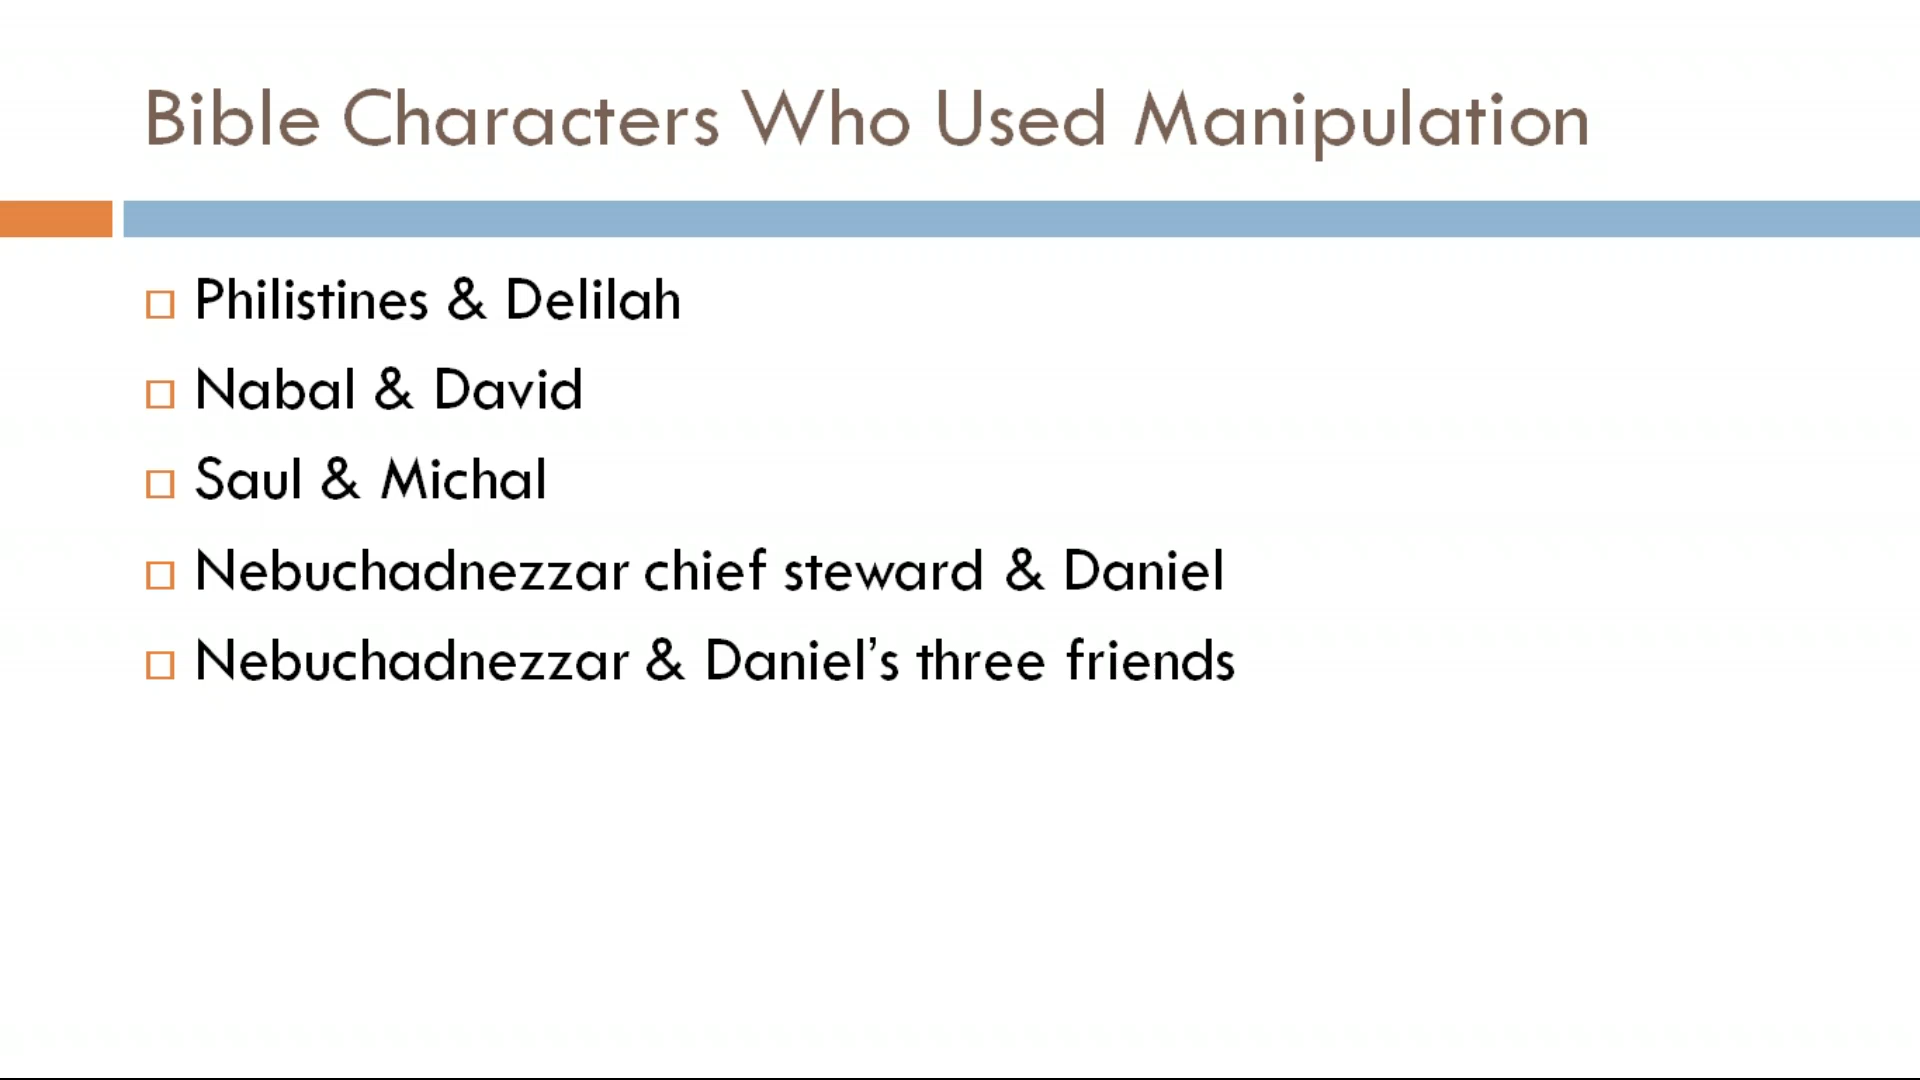 Bible Characters Who Used Manipulation
Philistines & Delilah
Nabal & David
Saul & Michal
Nebuchadnezzar chief steward & Daniel
Nebuchadnezzar & Daniel’s three friends